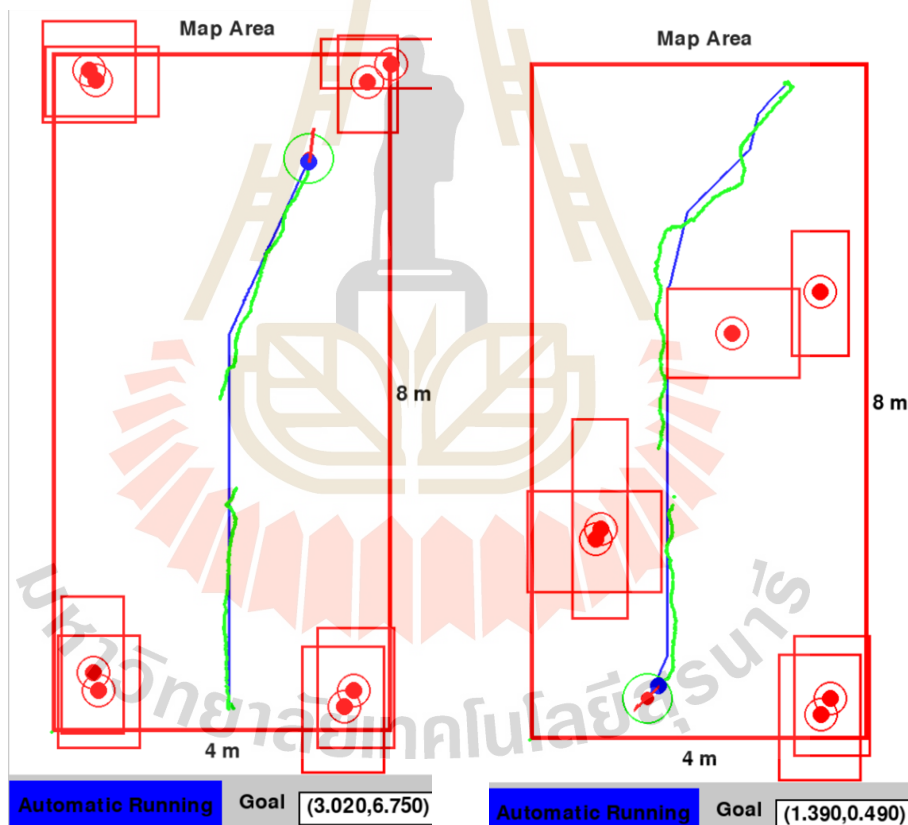 Map Area
8 m
4 m
Automatic Running
Goal
(3.020,6.750)
Map Area
8 m
4 m
Automatic Running
Goal
(1.390,0.490)
มหาวิทยาลัยเทคโนโลยีสุรนารี